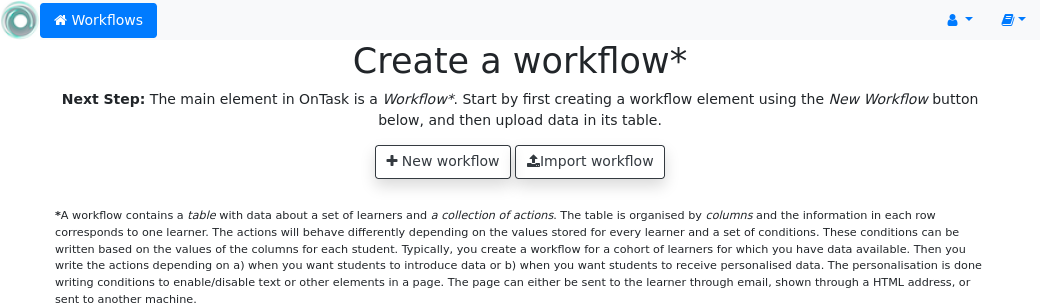 Workflows
Create a workflow*
Next Step: The main element in OnTask is a Workflow*. Start by first creating a workflow element using the New Workflow button
below, and then upload data in its table.
New workflow Import workflow
*A workflow contains a table with data about a set of learners and a collection of actions. The table is organised by columns and the information in each row
corresponds to one learner. The actions will behave differently depending on the values stored for every learner and a set of conditions. These conditions can be
written based on the values of the columns for each student. Typically, you create a workflow for a cohort of learners for which you have data available. Then you
write the actions depending on a) when you want students to introduce data or b) when you want students to receive personalised data. The personalisation is done
writing conditions to enable/disable text or other elements in a page. The page can either be sent to the learner through email, shown through a HTML address, or
sent to another machine.